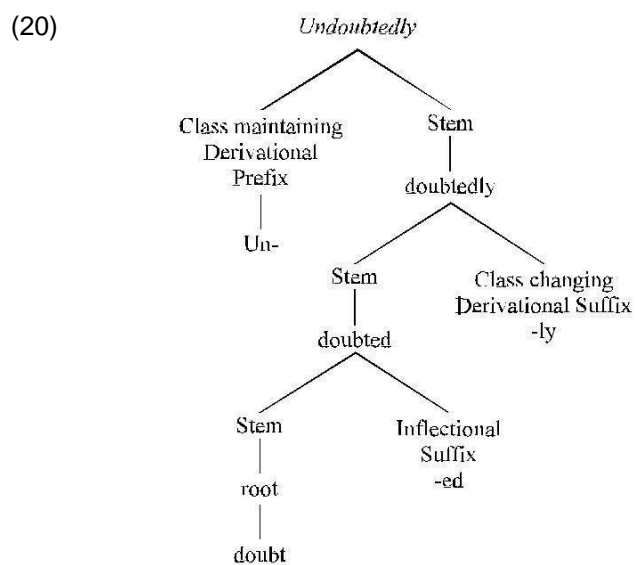 (20)
Undoubtedly
Class maintaining
Derivational
Prefix
Stem
doubtedly
Un-
Stem
Class changing
Derivational Suffix
-ly
doubted
Stem
Inflectional
Suffix
-ed
root
doubt